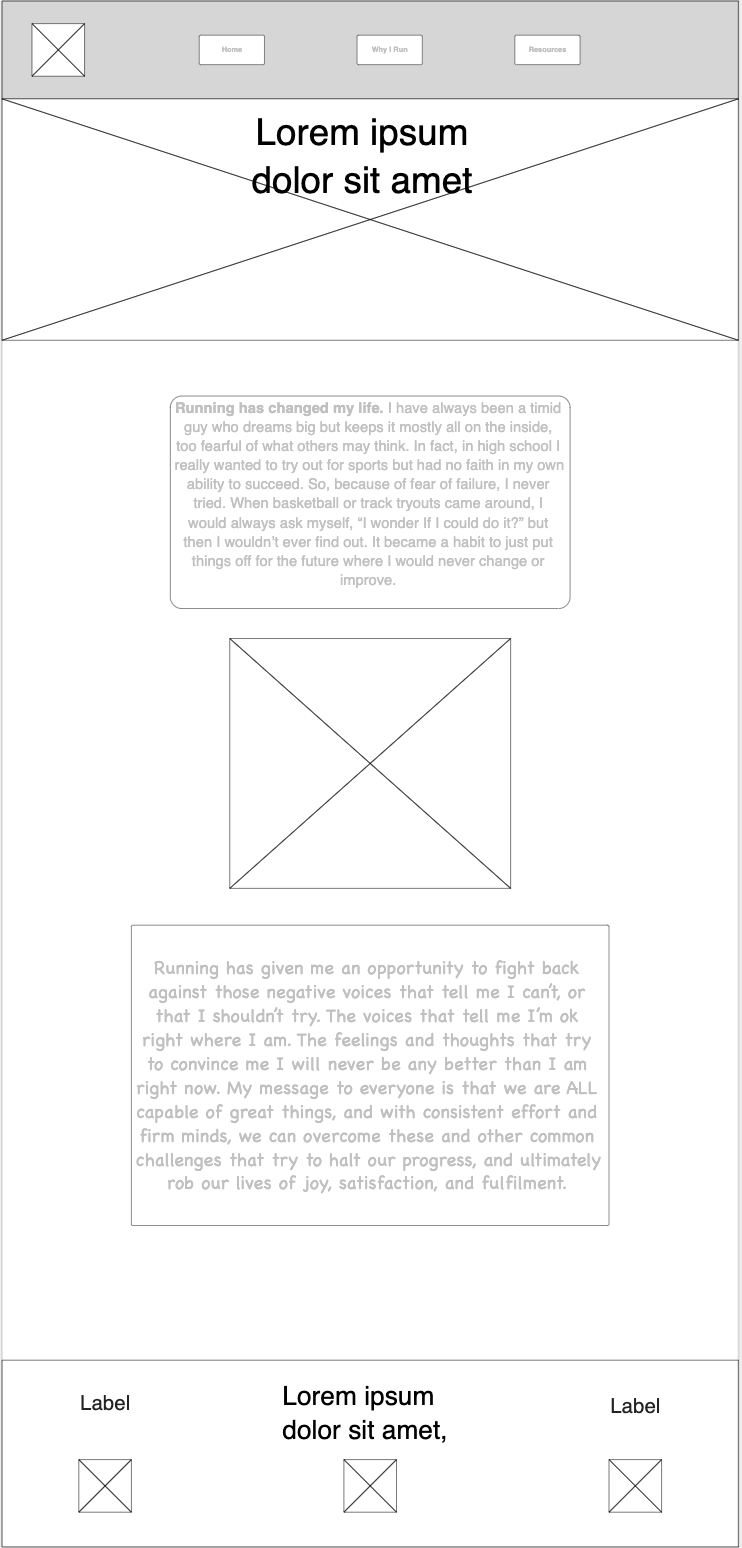 Home
Why I Run
Resources
Lorem ipsum
dolor sit amet
Running has changed my life. I have always been a timid
guy who dreams big but keeps it mostly all on the inside,
too fearful of what others may think. In fact, in high school I
really wanted to try out for sports but had no faith in my own
ability to succeed. So, because of fear of failure, I never
tried. When basketball or track tryouts came around, I
would always ask myself, “I wonder If I could do it?” but
then I wouldn’t ever find out. It became a habit to just put
things off for the future where I would never change or
improve.
Running has given me an opportunity to fight back
against those negative voices that tell me I can’t, or
that I shouldn’t try. The voices that tell me I’m ok
right where I am. The feelings and thoughts that try
to convince me I will never be any better than I am
right now. My message to everyone is that we are ALL
capable of great things, and with consistent effort and
firm minds, we can overcome these and other common
challenges that try to halt our progress, and ultimately
rob our lives of joy, satisfaction, and fulfilment.
Label
Lorem ipsum
dolor sit amet,
Label